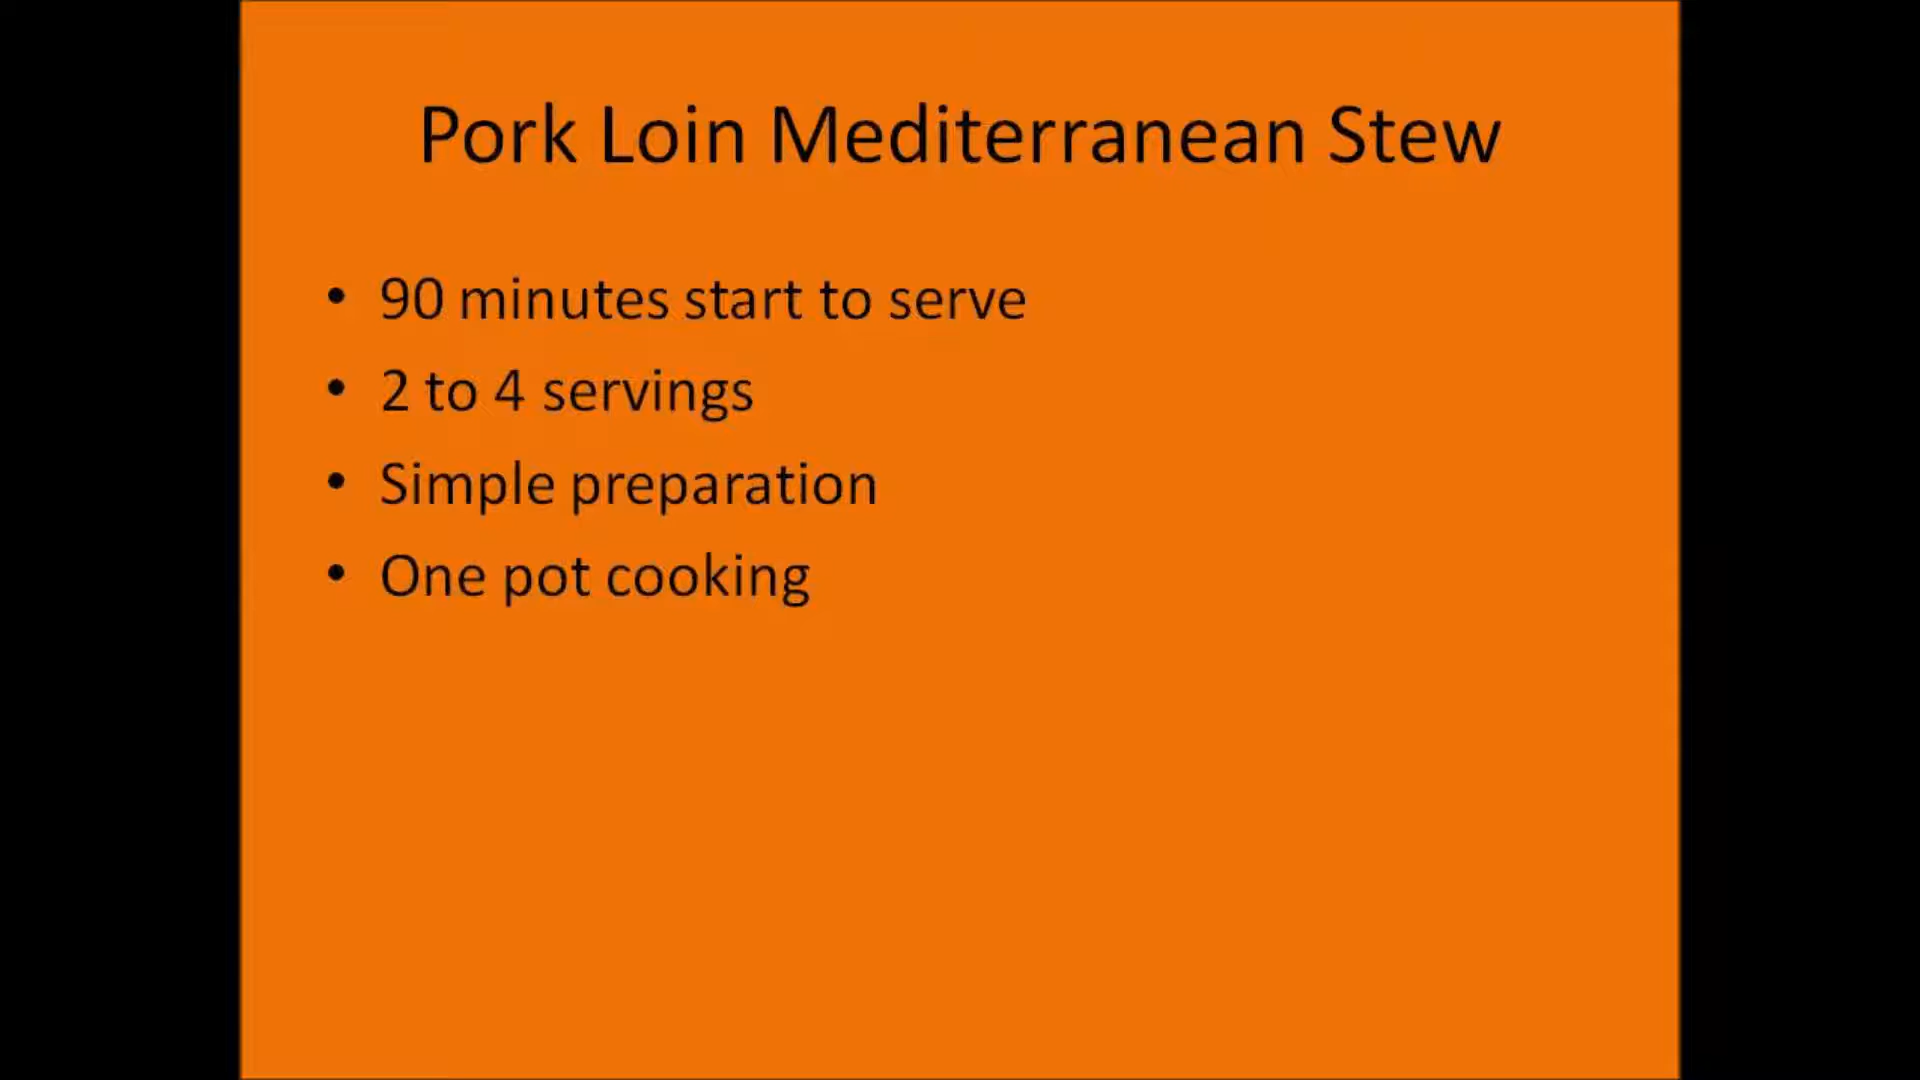 Pork Loin Mediterranean Stew
• 90 minutes start to serve
• 2 to 4 servings
• Simple preparation
• One pot cooking